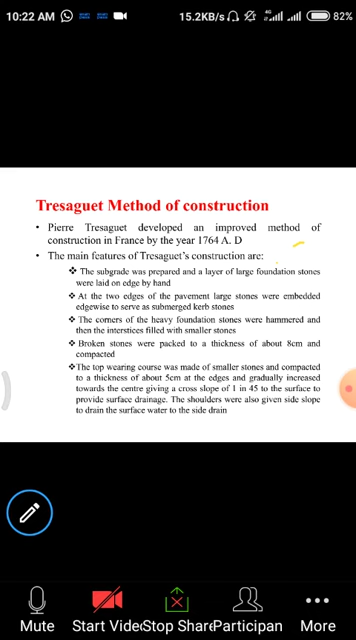 10:22 AM 15.2KB/s 4G 82%
Tresaguet Method of construction
• Pierre Tresaguet developed an improved method of
construction in France by the year 1764 A. D
• The main features of Tresaguet's construction are:
❖ The subgrade was prepared and a layer of large foundation stones
were laid on edge by hand
❖ At the two edges of the pavement large stones were embedded
edgewise to serve as submerged kerb stones
❖ The corners of the heavy foundation stones were hammered and
then the interstices filled with smaller stones
❖ Broken stones were packed to a thickness of about 8cm and
compacted
❖ The top wearing course was made of smaller stones and compacted
to a thickness of about 5cm at the edges and gradually increased
towards the centre giving a cross slope of 1 in 45 to the surface to
provide surface drainage. The shoulders were also given side slope
to drain the surface water to the side drain
Mute Start Video Stop Share Participan More